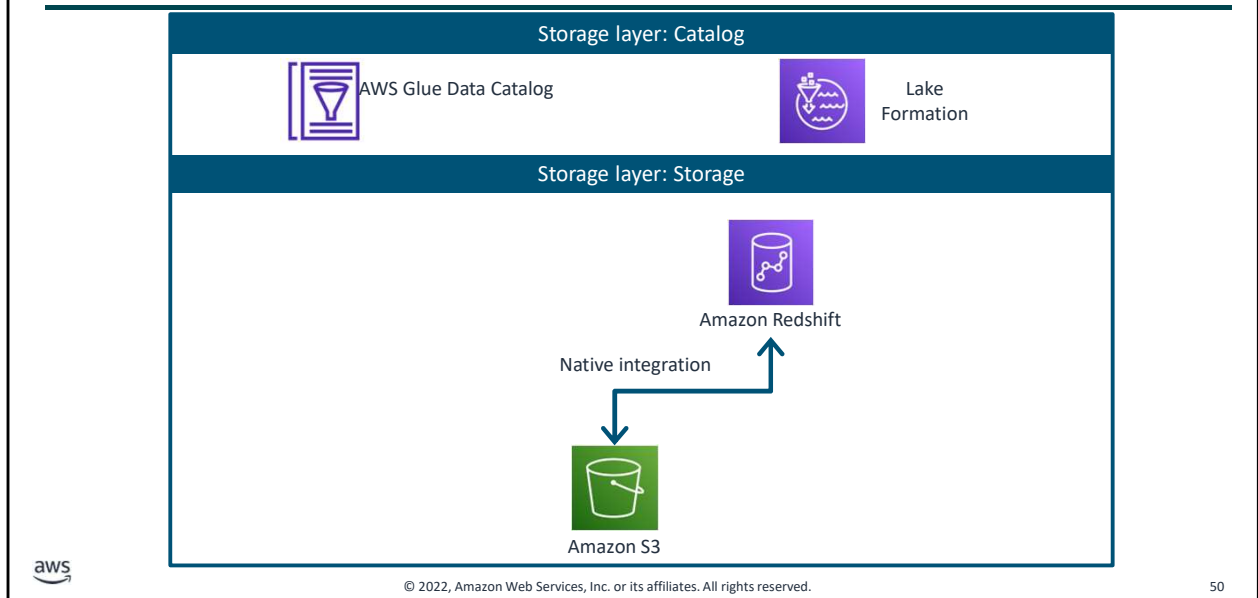 Storage layer: Catalog
AWS Glue Data Catalog
Lake
Formation
Storage layer: Storage
Amazon Redshift
Native integration
Amazon S3
aws
© 2022, Amazon Web Services, Inc. or its affiliates. All rights reserved.
50